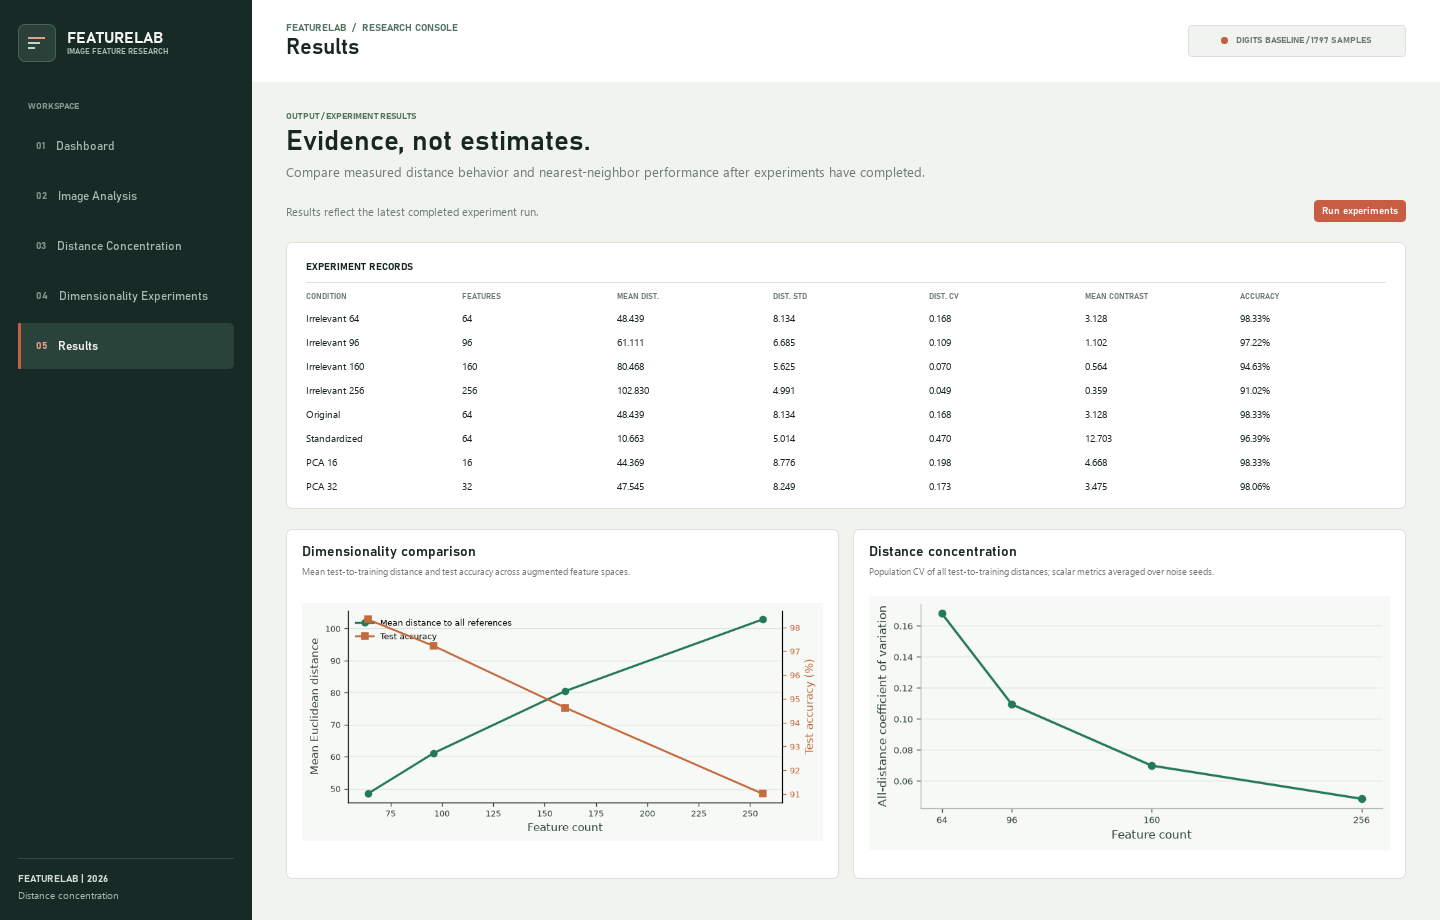 FEATURELAB
IMAGE FEATURE RESEARCH
WORKSPACE
01 Dashboard
02 Image Analysis
03 Distance Concentration
04 Dimensionality Experiments
05 Results
FEATURELAB | 2026
Distance concentration
FEATURELAB / RESEARCH CONSOLE
Results
DIGITS BASELINE / 1797 SAMPLES
OUTPUT / EXPERIMENT RESULTS
Evidence, not estimates.
Compare measured distance behavior and nearest-neighbor performance after experiments have completed.
Results reflect the latest completed experiment run.
Run experiments
EXPERIMENT RECORDS
CONDITION FEATURES MEAN DIST. DIST. STD DIST. CV MEAN CONTRAST ACCURACY
Irrelevant 64 64 48.439 8.134 0.168 3.128 98.33%
Irrelevant 96 96 61.111 6.685 0.109 1.102 97.22%
Irrelevant 160 160 80.468 5.625 0.070 0.564 94.63%
Irrelevant 256 256 102.830 4.991 0.049 0.359 91.02%
Original 64 48.439 8.134 0.168 3.128 98.33%
Standardized 64 10.663 5.014 0.470 12.703 96.39%
PCA 16 16 44.369 8.776 0.198 4.668 98.33%
PCA 32 32 47.545 8.249 0.173 3.475 98.06%
Dimensionality comparison
Mean test-to-training distance and test accuracy across augmented feature spaces.
Mean distance to all references
Test accuracy
Mean Euclidean distance
100
90
80
70
60
50
98
97
96
95
94
93
92
91
Test accuracy (%)
75 100 125 150 175 200 225 250
Feature count
Distance concentration
Population CV of all test-to-training distances; scalar metrics averaged over noise seeds.
All-distance coefficient of variation
0.16
0.14
0.12
0.10
0.08
0.06
64 96 160 256
Feature count